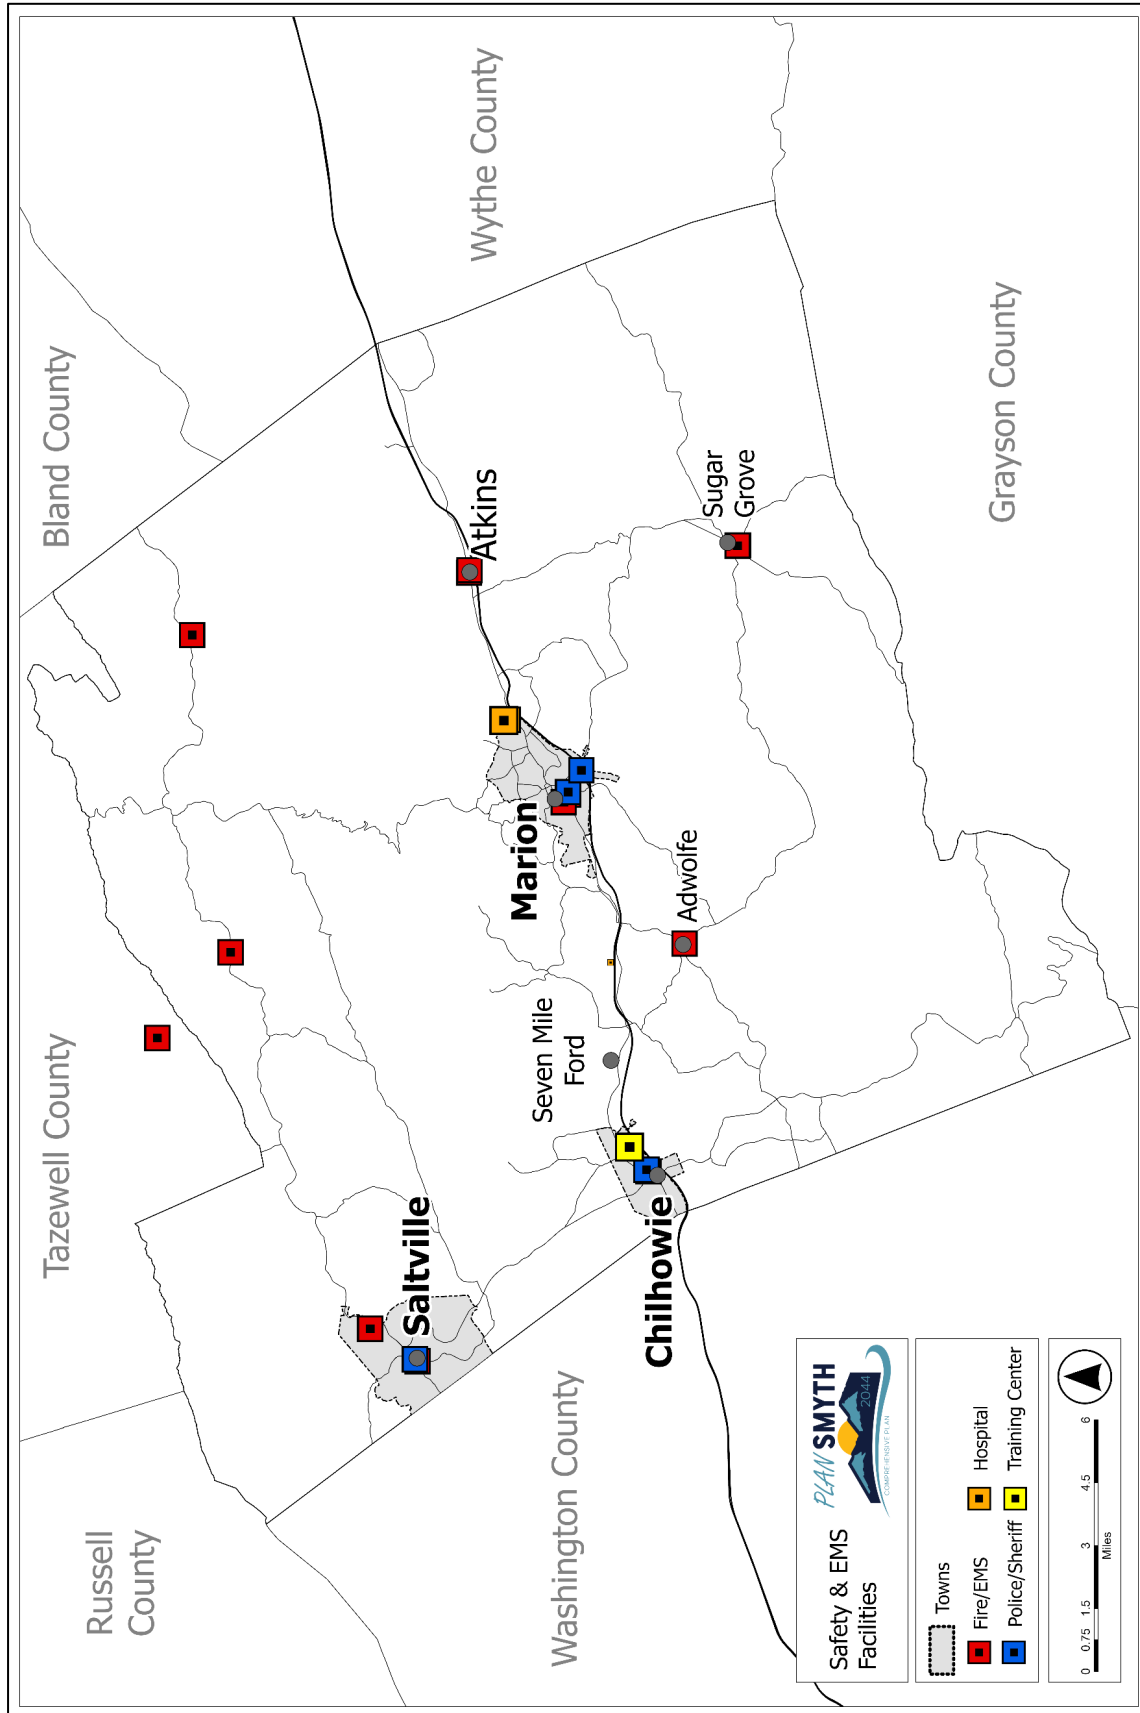 Russell
County
Tazewell County
Bland County
Wythe County
Washington County
Grayson County
Saltville
Chilhowie
Seven Mile
Ford
Marion
Adwolfe
Atkins
Sugar
Grove
Safety & EMS
Facilities
PLAN SMYTH
2044
COMPREHENSIVE PLAN
Towns
Fire/EMS
Hospital
Police/Sheriff
Training Center
0 0.75 1.5 3 4.5 6
Miles